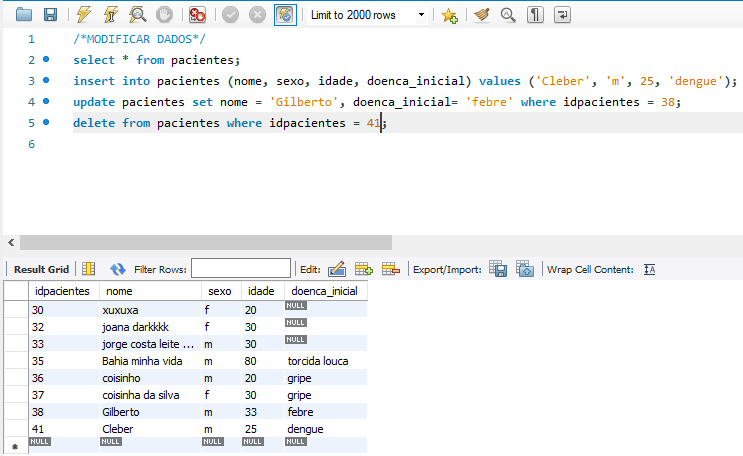 Limit to 2000 rows
1 /*MODIFICAR DADOS*/
2 select * from pacientes;
3 insert into pacientes (nome, sexo, idade, doenca_inicial) values ('Cleber', 'm', 25, 'dengue');
4 update pacientes set nome = 'Gilberto', doenca_inicial= 'febre' where idpacientes = 38;
5 delete from pacientes where idpacientes = 41;
6
Result Grid Filter Rows: Edit: Export/Import: Wrap Cell Content: IA
idpacientes nome sexo idade doenca_inicial
30 xuxuxa f 20 NULL
32 joana darkkkk f 30 NULL
33 jorge costa leite ... m 30 NULL
35 Bahia minha vida m 80 torcida louca
36 coisinho m 20 gripe
37 coisinha da silva f 30 gripe
38 Gilberto m 33 febre
41 Cleber m 25 dengue
* NULL NULL NULL NULL NULL